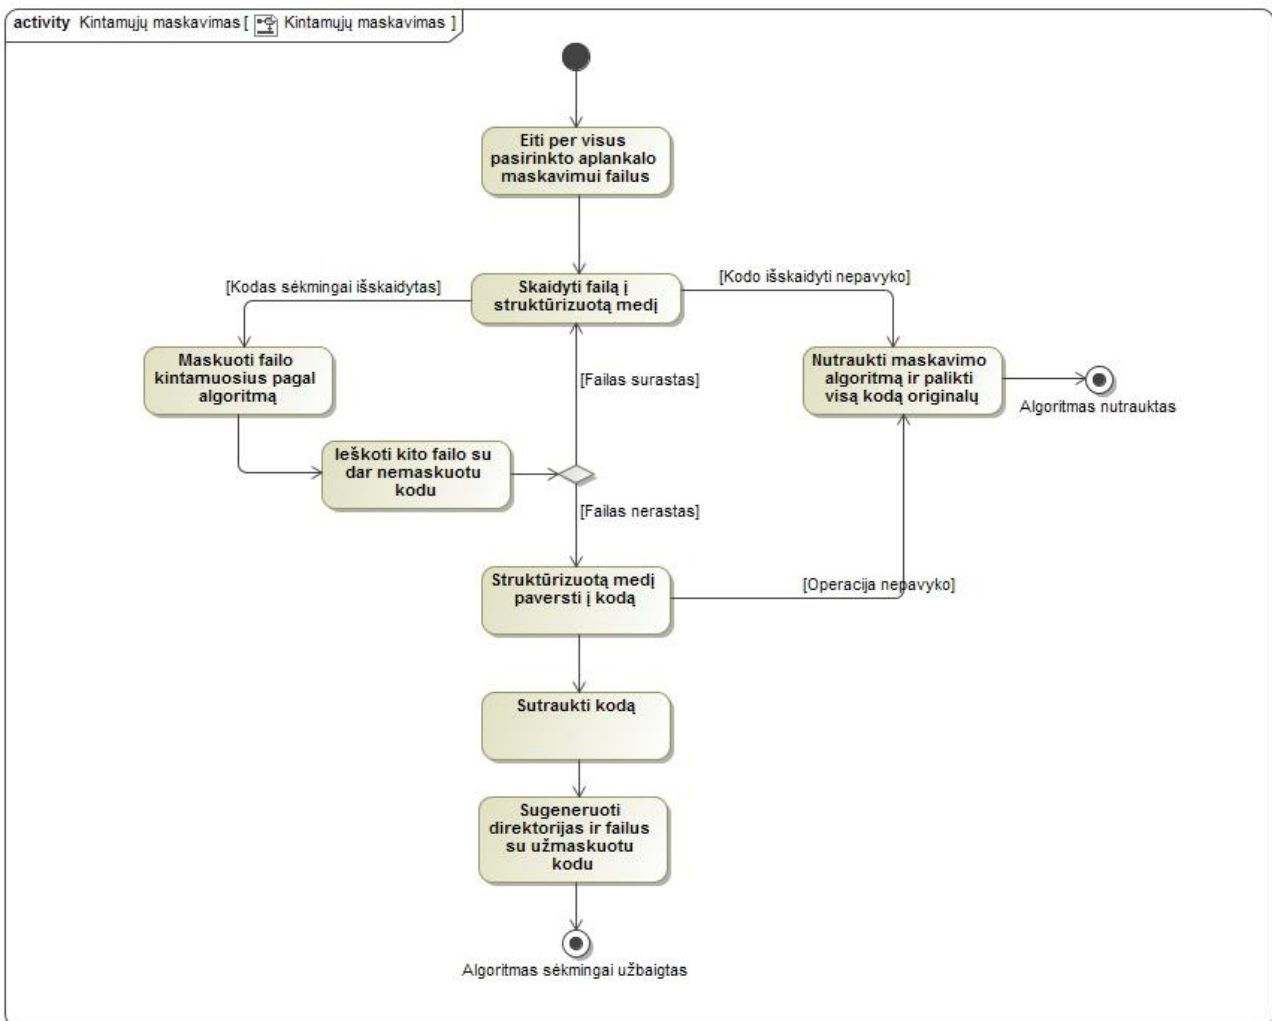 activity Kintamųjų maskavimas [ Kintamųjų maskavimas ]
Eiti per visus
pasirinkto aplankalo
maskavimui failus
[Kodas sėkmingai išskaidytas]
Skaidyti failą į
struktūrizuotą medį
[Kodo išskaidyti nepavyko]
Maskuoti failo
kintamuosius pagal
algoritmą
[Failas surastas]
Nutraukti maskavimo
algoritmą ir palikti
visą kodą originalų
Algoritmas nutrauktas
Ieškoti kito failo su
dar nemaskuotu
kodu
[Failas nerastas]
Struktūrizuotą medį
paversti į kodą
[Operacija nepavyko]
Sutraukti kodą
Sugeneruoti
direktorijas ir failus
su užmaskuotu
kodu
Algoritmas sėkmingai užbaigtas